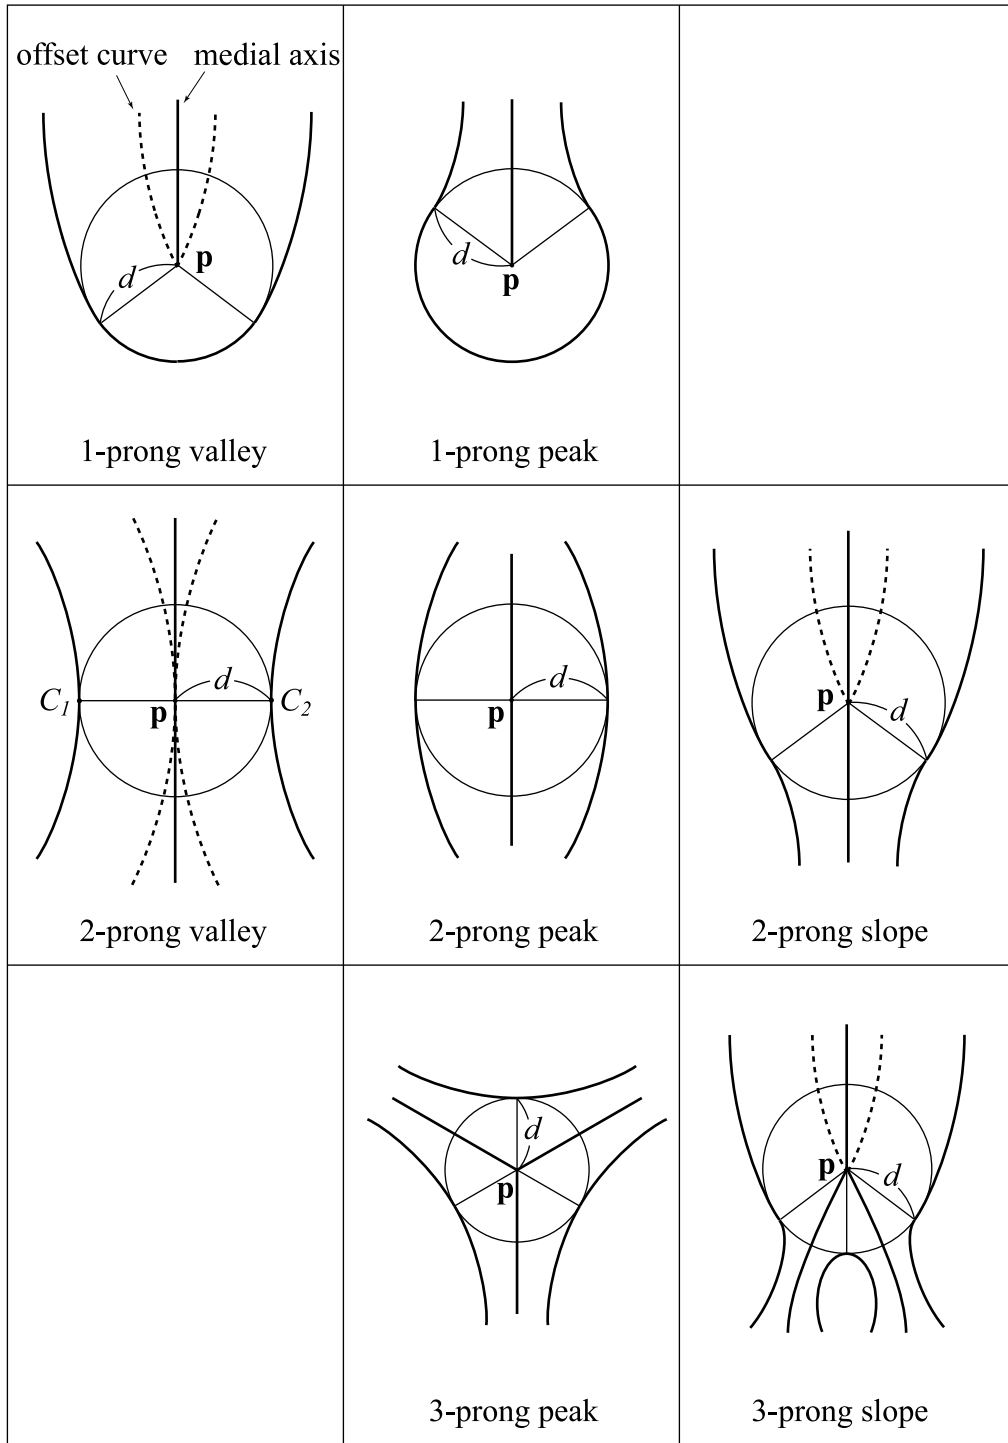 offset curve medial axis
d p
1-prong valley
d
p
1-prong peak
C1 p d C2
2-prong valley
p d
2-prong peak
p d
2-prong slope
d
p
3-prong peak
p d
3-prong slope